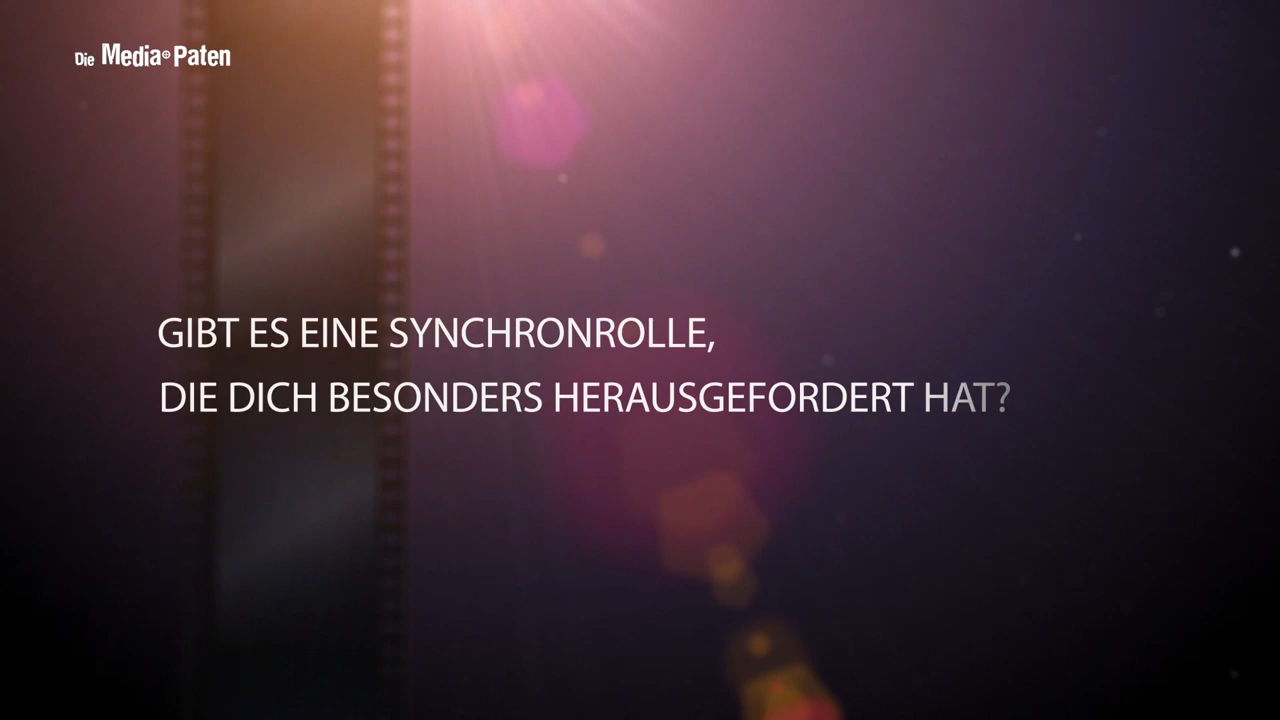 Die Media+Paten
GIBT ES EINE SYNCHRONROLLE,
DIE DICH BESONDERS HERAUSGEFORDERT HAT?